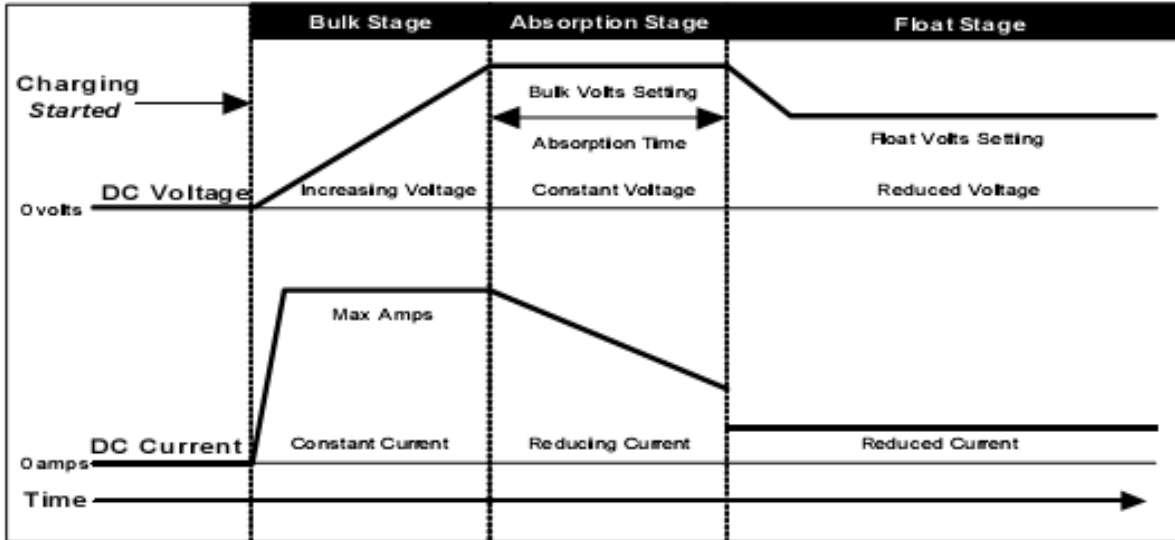 Bulk Stage
Absorption Stage
Float Stage
Charging
Started
Bulk Volts Setting
Absorption Time
Float Volts Setting
DC Voltage
Increasing Voltage
Constant Voltage
Reduced Voltage
0 volts
Max Amps
DC Current
Constant Current
Reducing Current
Reduced Current
0 amps
Time